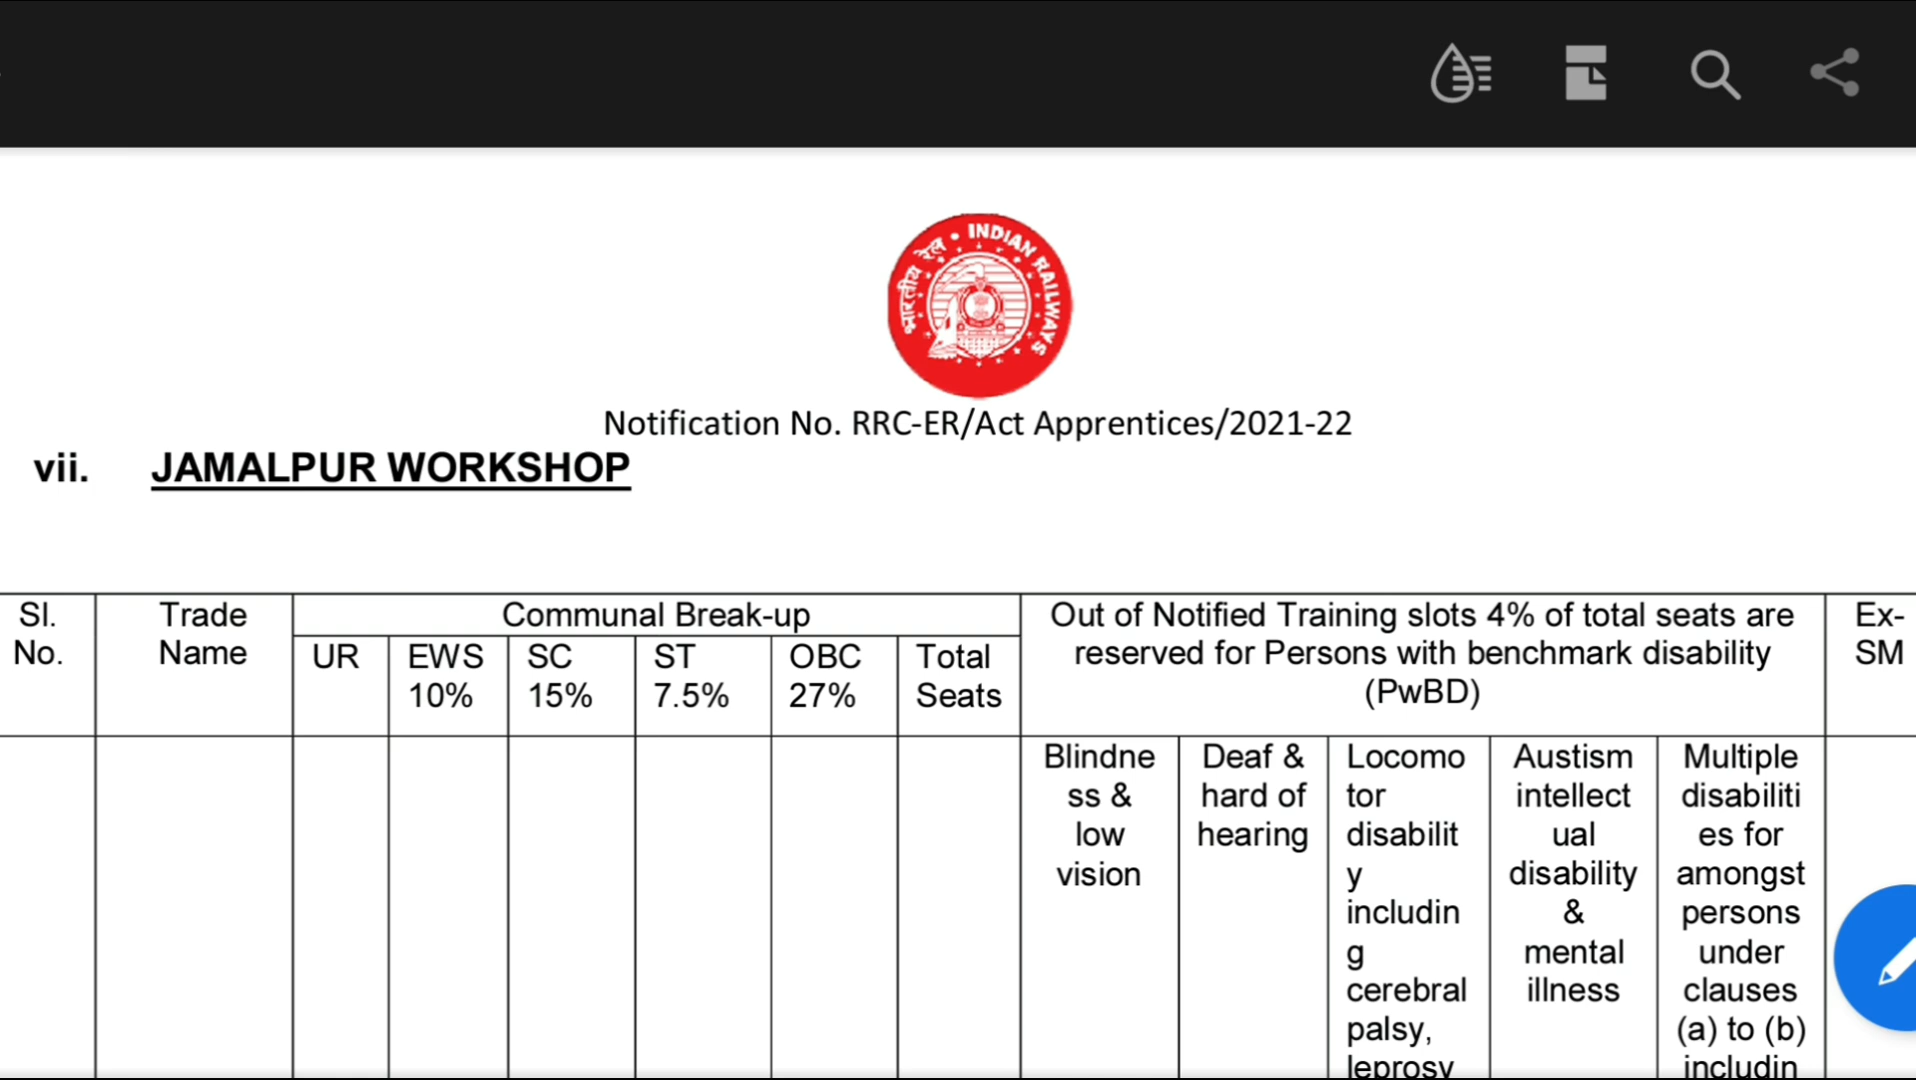 भारतीय रेल • INDIAN RAILWAYS
Notification No. RRC-ER/Act Apprentices/2021-22
vii. JAMALPUR WORKSHOP
Sl. No.
Trade Name
Communal Break-up
UR
EWS 10%
SC 15%
ST 7.5%
OBC 27%
Total Seats
Out of Notified Training slots 4% of total seats are
reserved for Persons with benchmark disability
(PwBD)
Ex-
SM
Blindne
ss &
low
vision
Deaf &
hard of
hearing
Locomo
tor
disabilit
y
includin
g
cerebral
palsy,
leprosy
Austism
intellect
ual
disability
&
mental
illness
Multiple
disabiliti
es for
amongst
persons
under
clauses
(a) to (b)
includin